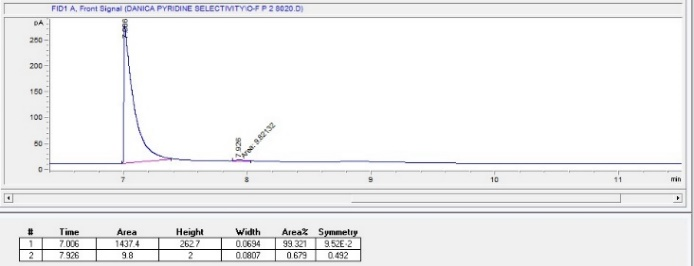 FID1 A, Front Signal (DANICA PYRIDINE SELECTIVITY\O-F P 2 8020.D)
pA
250
200
150
100
50
0
7.006
7.926
Area: 9.82132
7 8 9 10 11 min
# Time Area Height Width Area% Symmetry
1 7.006 1437.4 262.7 0.0694 99.321 9.52E-2
2 7.926 9.8 2 0.0807 0.679 0.492